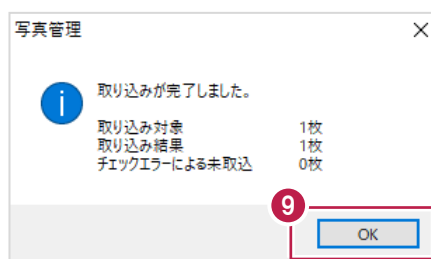 写真管理
取り込みが完了しました。
取り込み対象 1枚
取り込み結果 1枚
チェックエラーによる未取込 0枚
9
OK